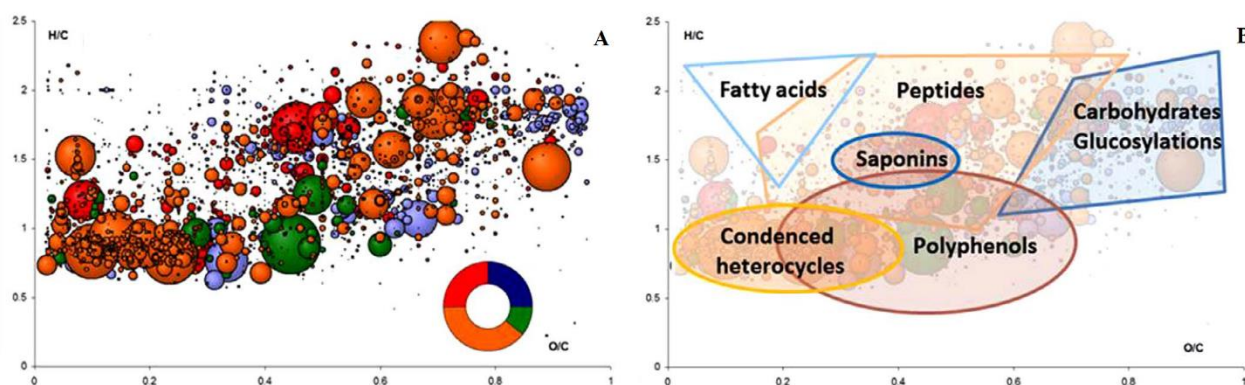 A
H/C
2.5
2
1.5
1
0.5
0
0
0.2
0.4
0.6
0.8
1
O/C
B
H/C
2.5
2
1.5
1
0.5
0
0
0.2
0.4
0.6
0.8
1
O/C
Fatty acids
Peptides
Carbohydrates
Glucosylations
Saponins
Condenced
heterocycles
Polyphenols